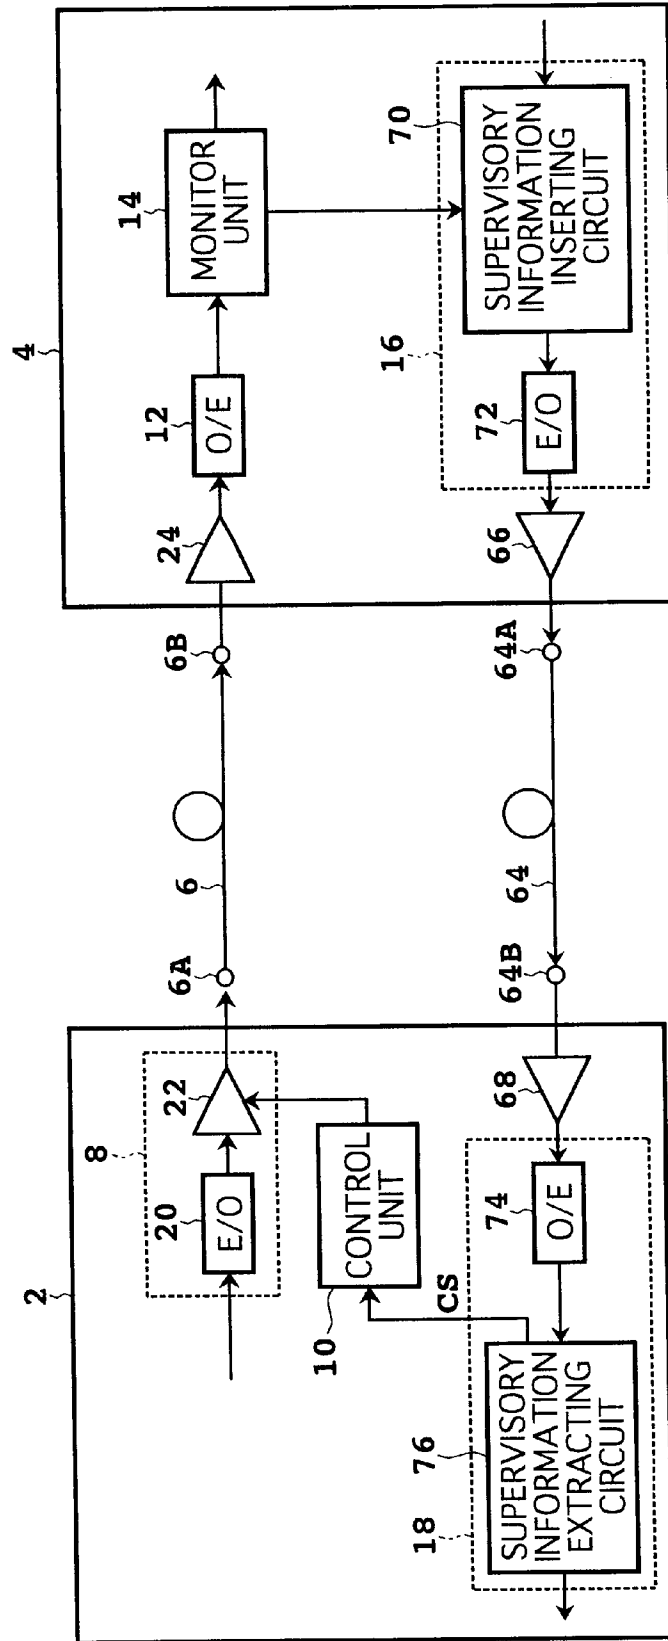 2
8
20
E/O
22
10
CONTROL
UNIT
CS
18
76
SUPERVISORY
INFORMATION
EXTRACTING
CIRCUIT
74
O/E
68
6A
6
6B
64B
64
64A
4
24
12
O/E
14
MONITOR
UNIT
16
66
72
E/O
70
SUPERVISORY
INFORMATION
INSERTING
CIRCUIT